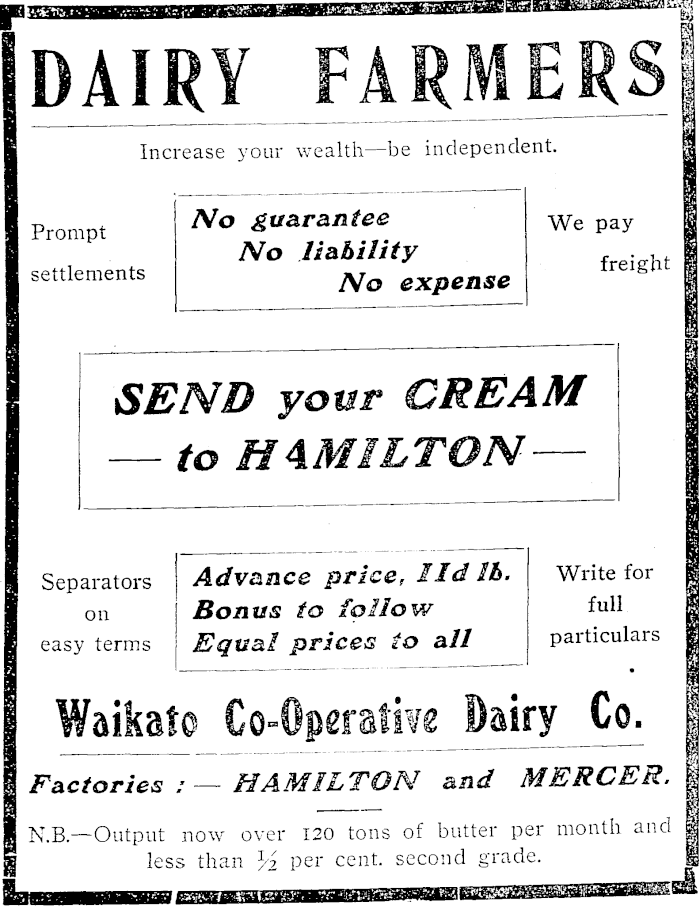 DAIRY FARMERS
Increase your wealth—be independent.
Prompt
settlements
No guarantee
No liability
No expense
We pay
freight
SEND your CREAM
— to HAMILTON —
Separators
on
easy terms
Advance price, 11d lb.
Bonus to follow
Equal prices to all
Write for
full
particulars
Waikato Co-Operative Dairy Co.
Factories :— HAMILTON and MERCER.
N.B.—Output now over 120 tons of butter per month and
less than ½ per cent. second grade.